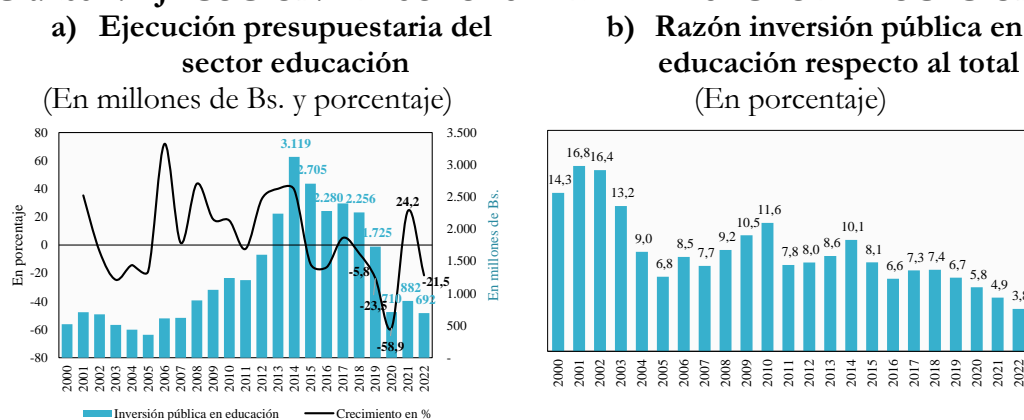 a) Ejecución presupuestaria del
sector educación
(En millones de Bs. y porcentaje)
80
60
40
20
0
-20
-40
-60
-80
En porcentaje
3.500
3.000
2.500
2.000
1.500
1.000
500
-
En millones de Bs.
3.119
2.705
2.280
2.256
1.725
710
882
692
24,2
-5,8
-23,5
-58,9
-21,5
2000 2001 2002 2003 2004 2005 2006 2007 2008 2009 2010 2011 2012 2013 2014 2015 2016 2017 2018 2019 2020 2021 2022
Inversión pública en educación
Crecimiento en %
b) Razón inversión pública en
educación respecto al total
(En porcentaje)
14,3 16,8 16,4 13,2 9,0 6,8 8,5 7,7 9,2 10,5 11,6 7,8 8,0 8,6 10,1 8,1 6,6 7,3 7,4 6,7 5,8 4,9 3,8
2000 2001 2002 2003 2004 2005 2006 2007 2008 2009 2010 2011 2012 2013 2014 2015 2016 2017 2018 2019 2020 2021 2022